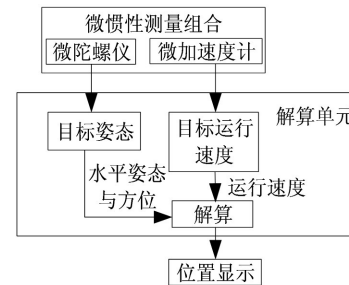 微惯性测量组合
微陀螺仪
微加速度计
解算单元
目标姿态
目标运行
速度
水平姿态
与方位
运行速度
解算
位置显示